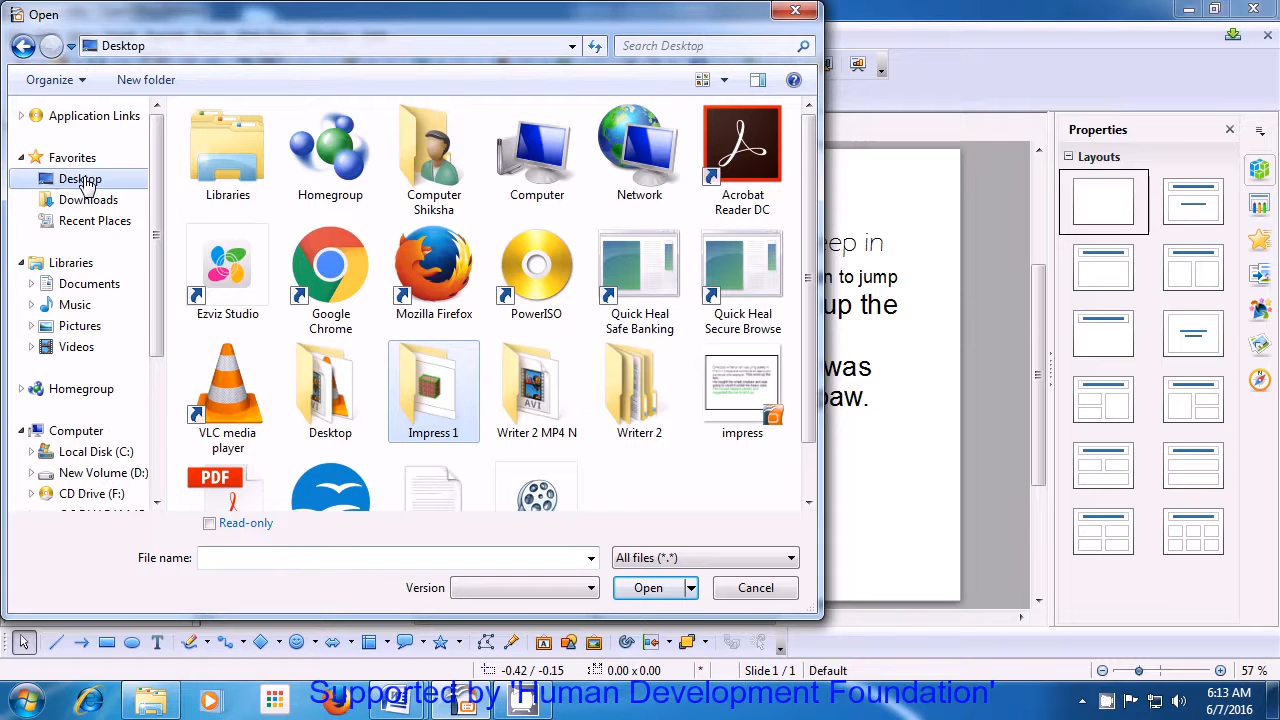 Open
Desktop
Search Desktop
Organize
New folder
Application Links
Favorites
Desktop
Downloads
Recent Places
Libraries
Documents
Music
Pictures
Videos
Homegroup
Computer
Local Disk (C:)
New Volume (D:)
CD Drive (F:)
Libraries
Homegroup
Computer
Shiksha
Computer
Network
Acrobat
Reader DC
Ezviz Studio
Google
Chrome
Mozilla Firefox
PowerISO
Quick Heal
Safe Banking
Quick Heal
Secure Browse
VLC media
player
Desktop
Impress 1
AVI
Writer 2 MP4 N
Writerr 2
impress
PDF
Read-only
File name:
All files (*.*)
Version
Open
Cancel
eep in
n to jump
up the
was
paw.
Properties
Layouts
-0.42 / -0.15
0.00 x 0.00
*
Slide 1 / 1
Default
57 %
Supported by 'Human Development Foundation'
6:13 AM
6/7/2016